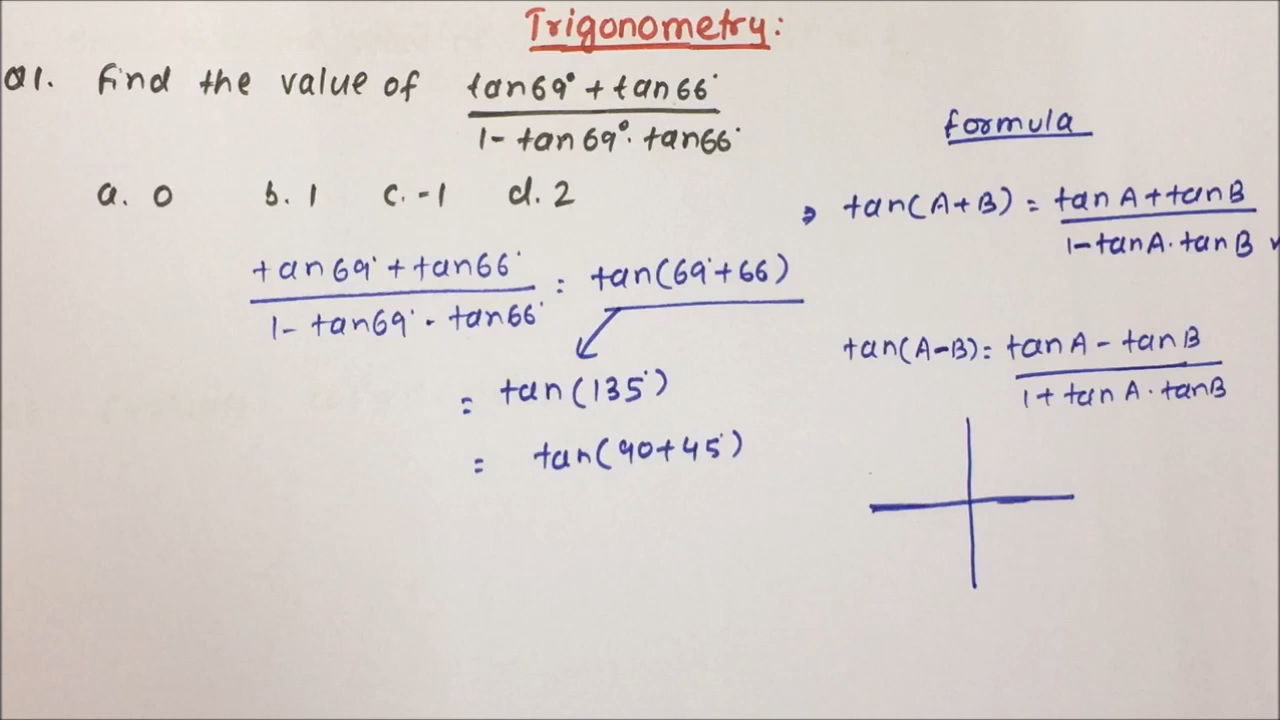 Trigonometry:
Q1. Find the value of tan69° + tan66°
1 - tan69° . tan66°
a. 0 b. 1 c. -1 d. 2
formula
⇒ tan(A+B) = tanA + tanB
1-tanA.tanB
tan69° + tan66° = tan(69°+66)
1 - tan69° . tan66°
= tan(135°)
= tan(90+45°)
tan(A-B) = tanA - tanB
1 + tanA.tanB